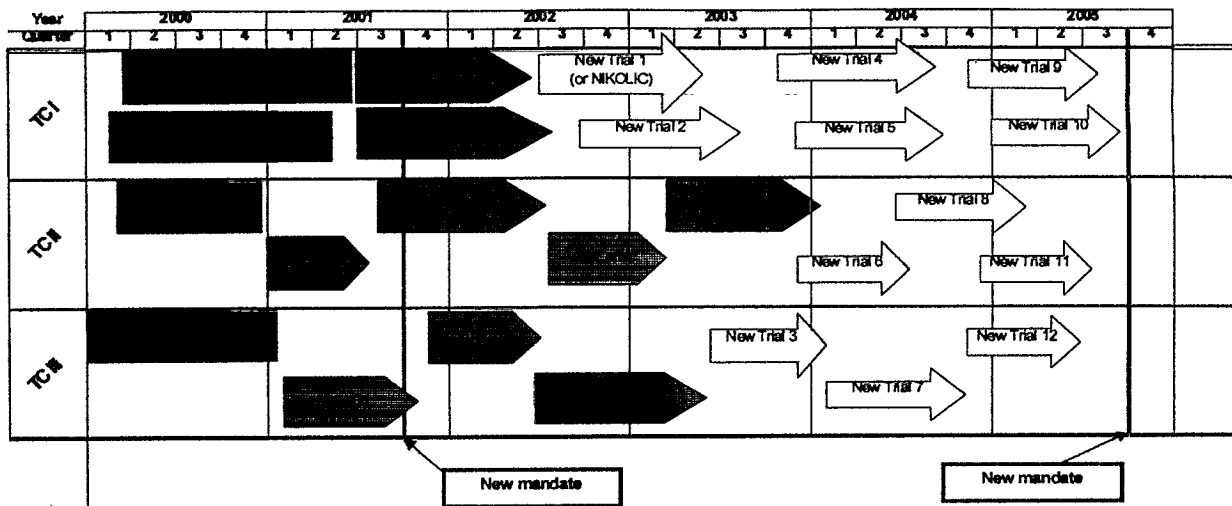 Year 2000 2001 2002 2003 2004 2005
Quarter 1 2 3 4 1 2 3 4 1 2 3 4 1 2 3 4 1 2 3 4 1 2 3 4
TC I
New Trial 1
(or NIKOLIC)
New Trial 4
New Trial 9
New Trial 2
New Trial 5
New Trial 10
TC II
New Trial 8
New Trial 6
New Trial 11
TC III
New Trial 3
New Trial 12
New Trial 7
New mandate
New mandate